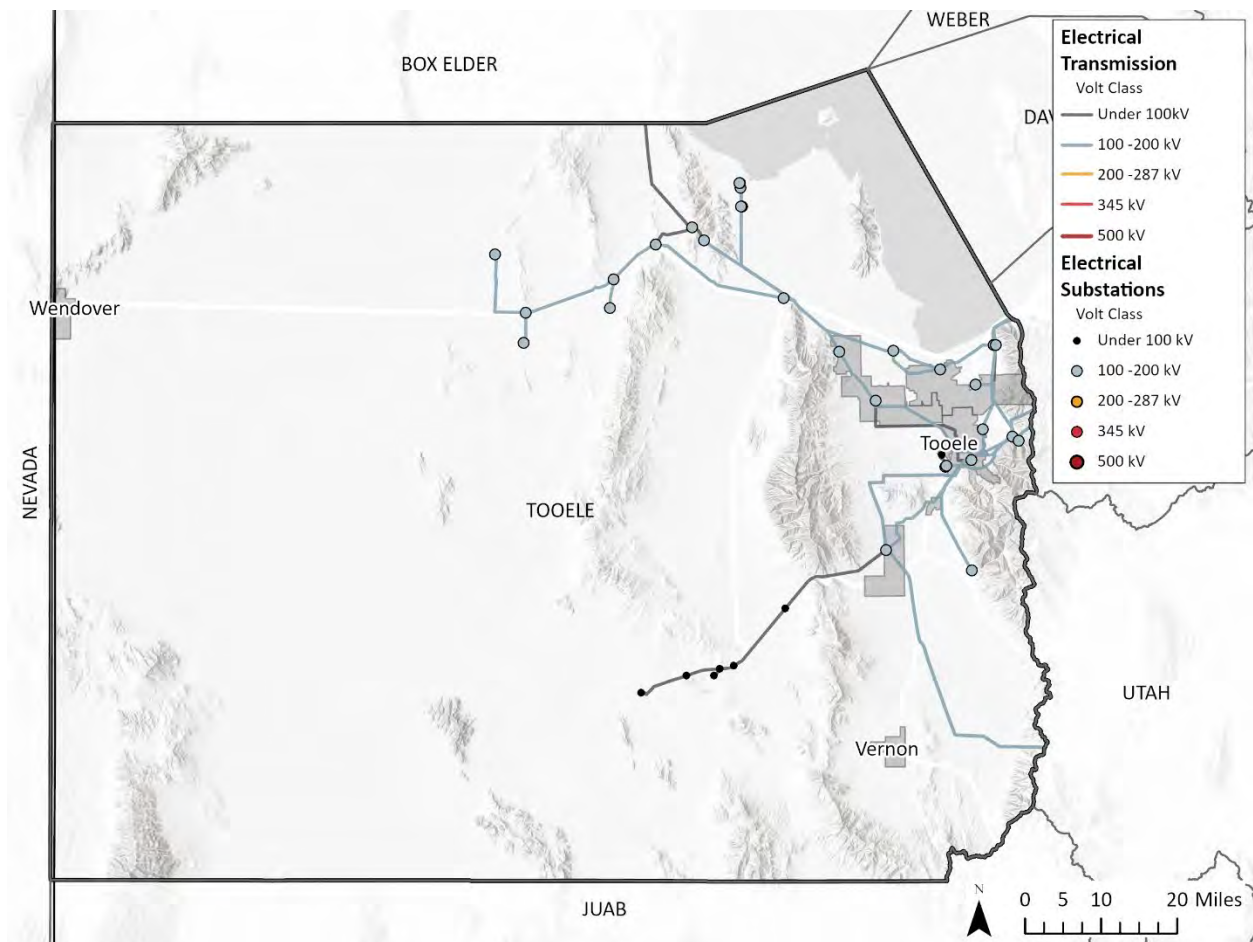 WEBER
BOX ELDER
DAV
Electrical
Transmission
Volt Class
Under 100kV
100 -200 kV
200 -287 kV
345 kV
500 kV
Electrical
Substations
Volt Class
Under 100 kV
100 -200 kV
200 -287 kV
345 kV
500 kV
Wendover
Tooele
NEVADA
TOOELE
UTAH
Vernon
JUAB
N
0 5 10 20 Miles